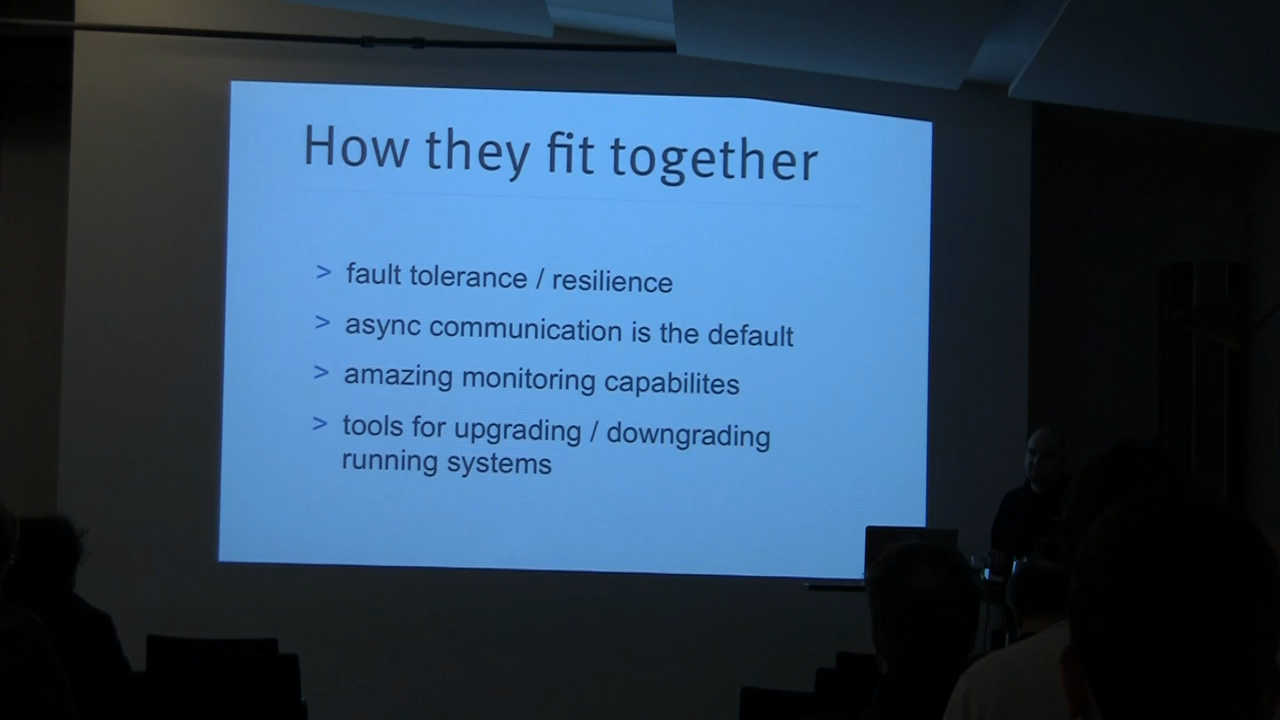 How they fit together
> fault tolerance / resilience
> async communication is the default
> amazing monitoring capabilites
> tools for upgrading / downgrading
running systems